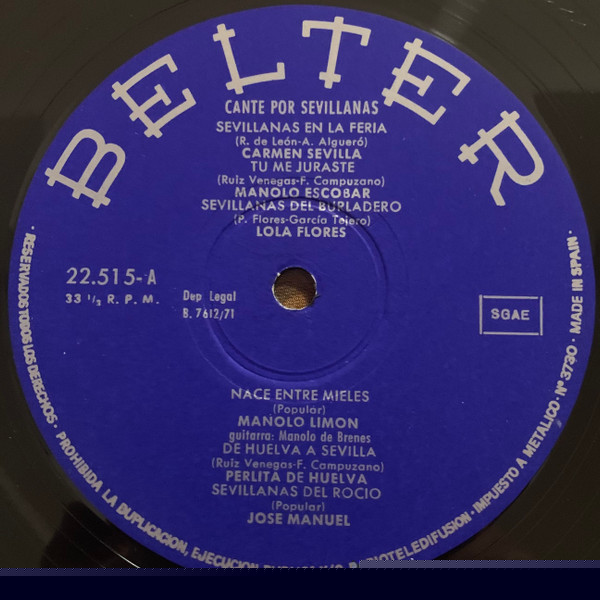 BELTER
CANTE POR SEVILLANAS
SEVILLANAS EN LA FERIA
(R. de León-A. Algueró)
CARMEN SEVILLA
TU ME JURASTE
(Ruiz Venegas-F. Campuzano)
MANOLO ESCOBAR
SEVILLANAS DEL BURLADERO
(P. Flores-García Tejero)
LOLA FLORES
22.515-A
33 ⅓ R. P. M.
Dep. Legal
B. 7612/71
SGAE
NACE ENTRE MIELES
(Popular)
MANOLO LIMON
guitarra: Manolo de Brenes
DE HUELVA A SEVILLA
(Ruiz Venegas-F. Campuzano)
PERLITA DE HUELVA
SEVILLANAS DEL ROCIO
(Popular)
JOSE MANUEL
· RESERVADOS TODOS LOS DERECHOS · PROHIBIDA LA DUPLICACION, EJECUCION RADIOTELEDIFUSION · IMPUESTO A METALICO · Nº 3730 · MADE IN SPAIN ·